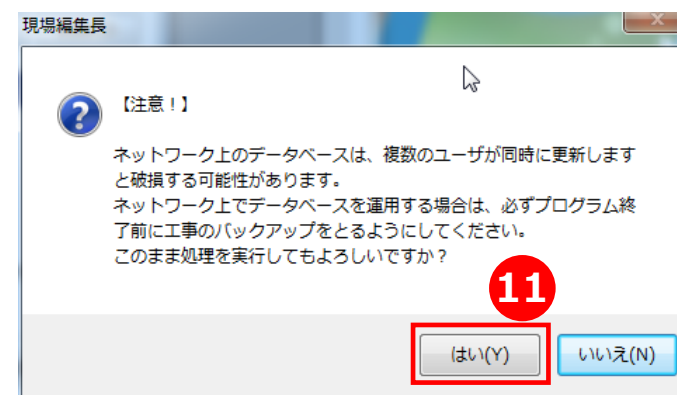 現場編集長
【注意！】
ネットワーク上のデータベースは、複数のユーザが同時に更新します
と破損する可能性があります。
ネットワーク上でデータベースを運用する場合は、必ずプログラム終
了前に工事のバックアップをとるようにしてください。
このまま処理を実行してもよろしいですか？
11
はい(Y)
いいえ(N)